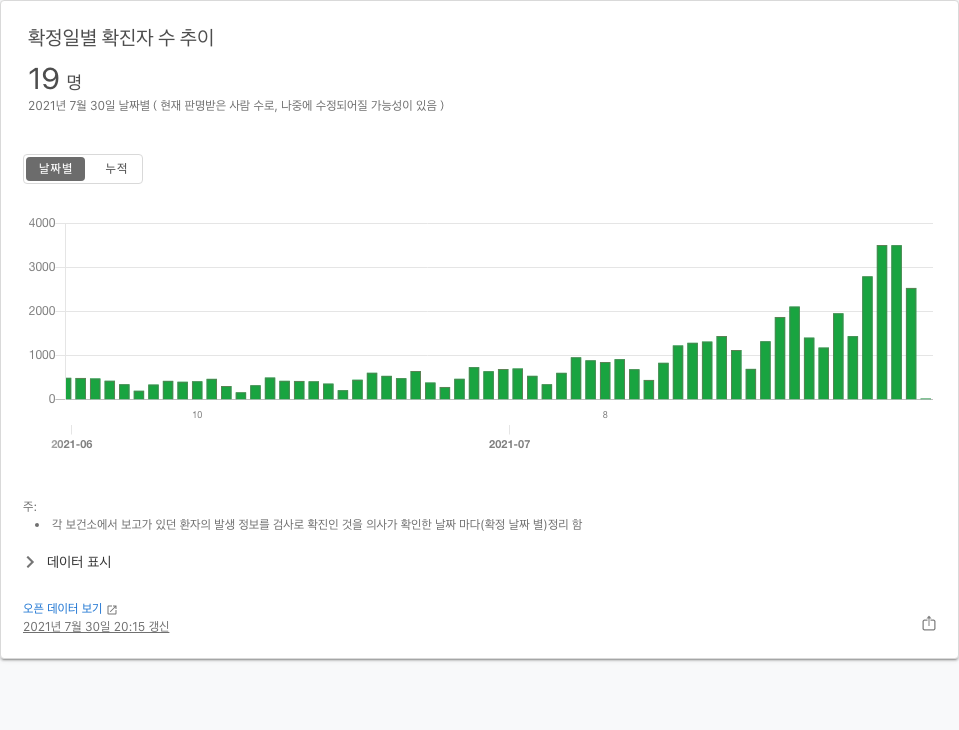 확정일별 확진자 수 추이
19 명
2021년 7월 30일 날짜별 ( 현재 판명받은 사람 수로, 나중에 수정되어질 가능성이 있음 )
날짜별 누적
4000
3000
2000
1000
0
10 8
2021-06 2021-07
주:
• 각 보건소에서 보고가 있던 환자의 발생 정보를 검사로 확진인 것을 의사가 확인한 날짜 마다(확정 날짜 별)정리 함
데이터 표시
오픈 데이터 보기
2021년 7월 30일 20:15 갱신